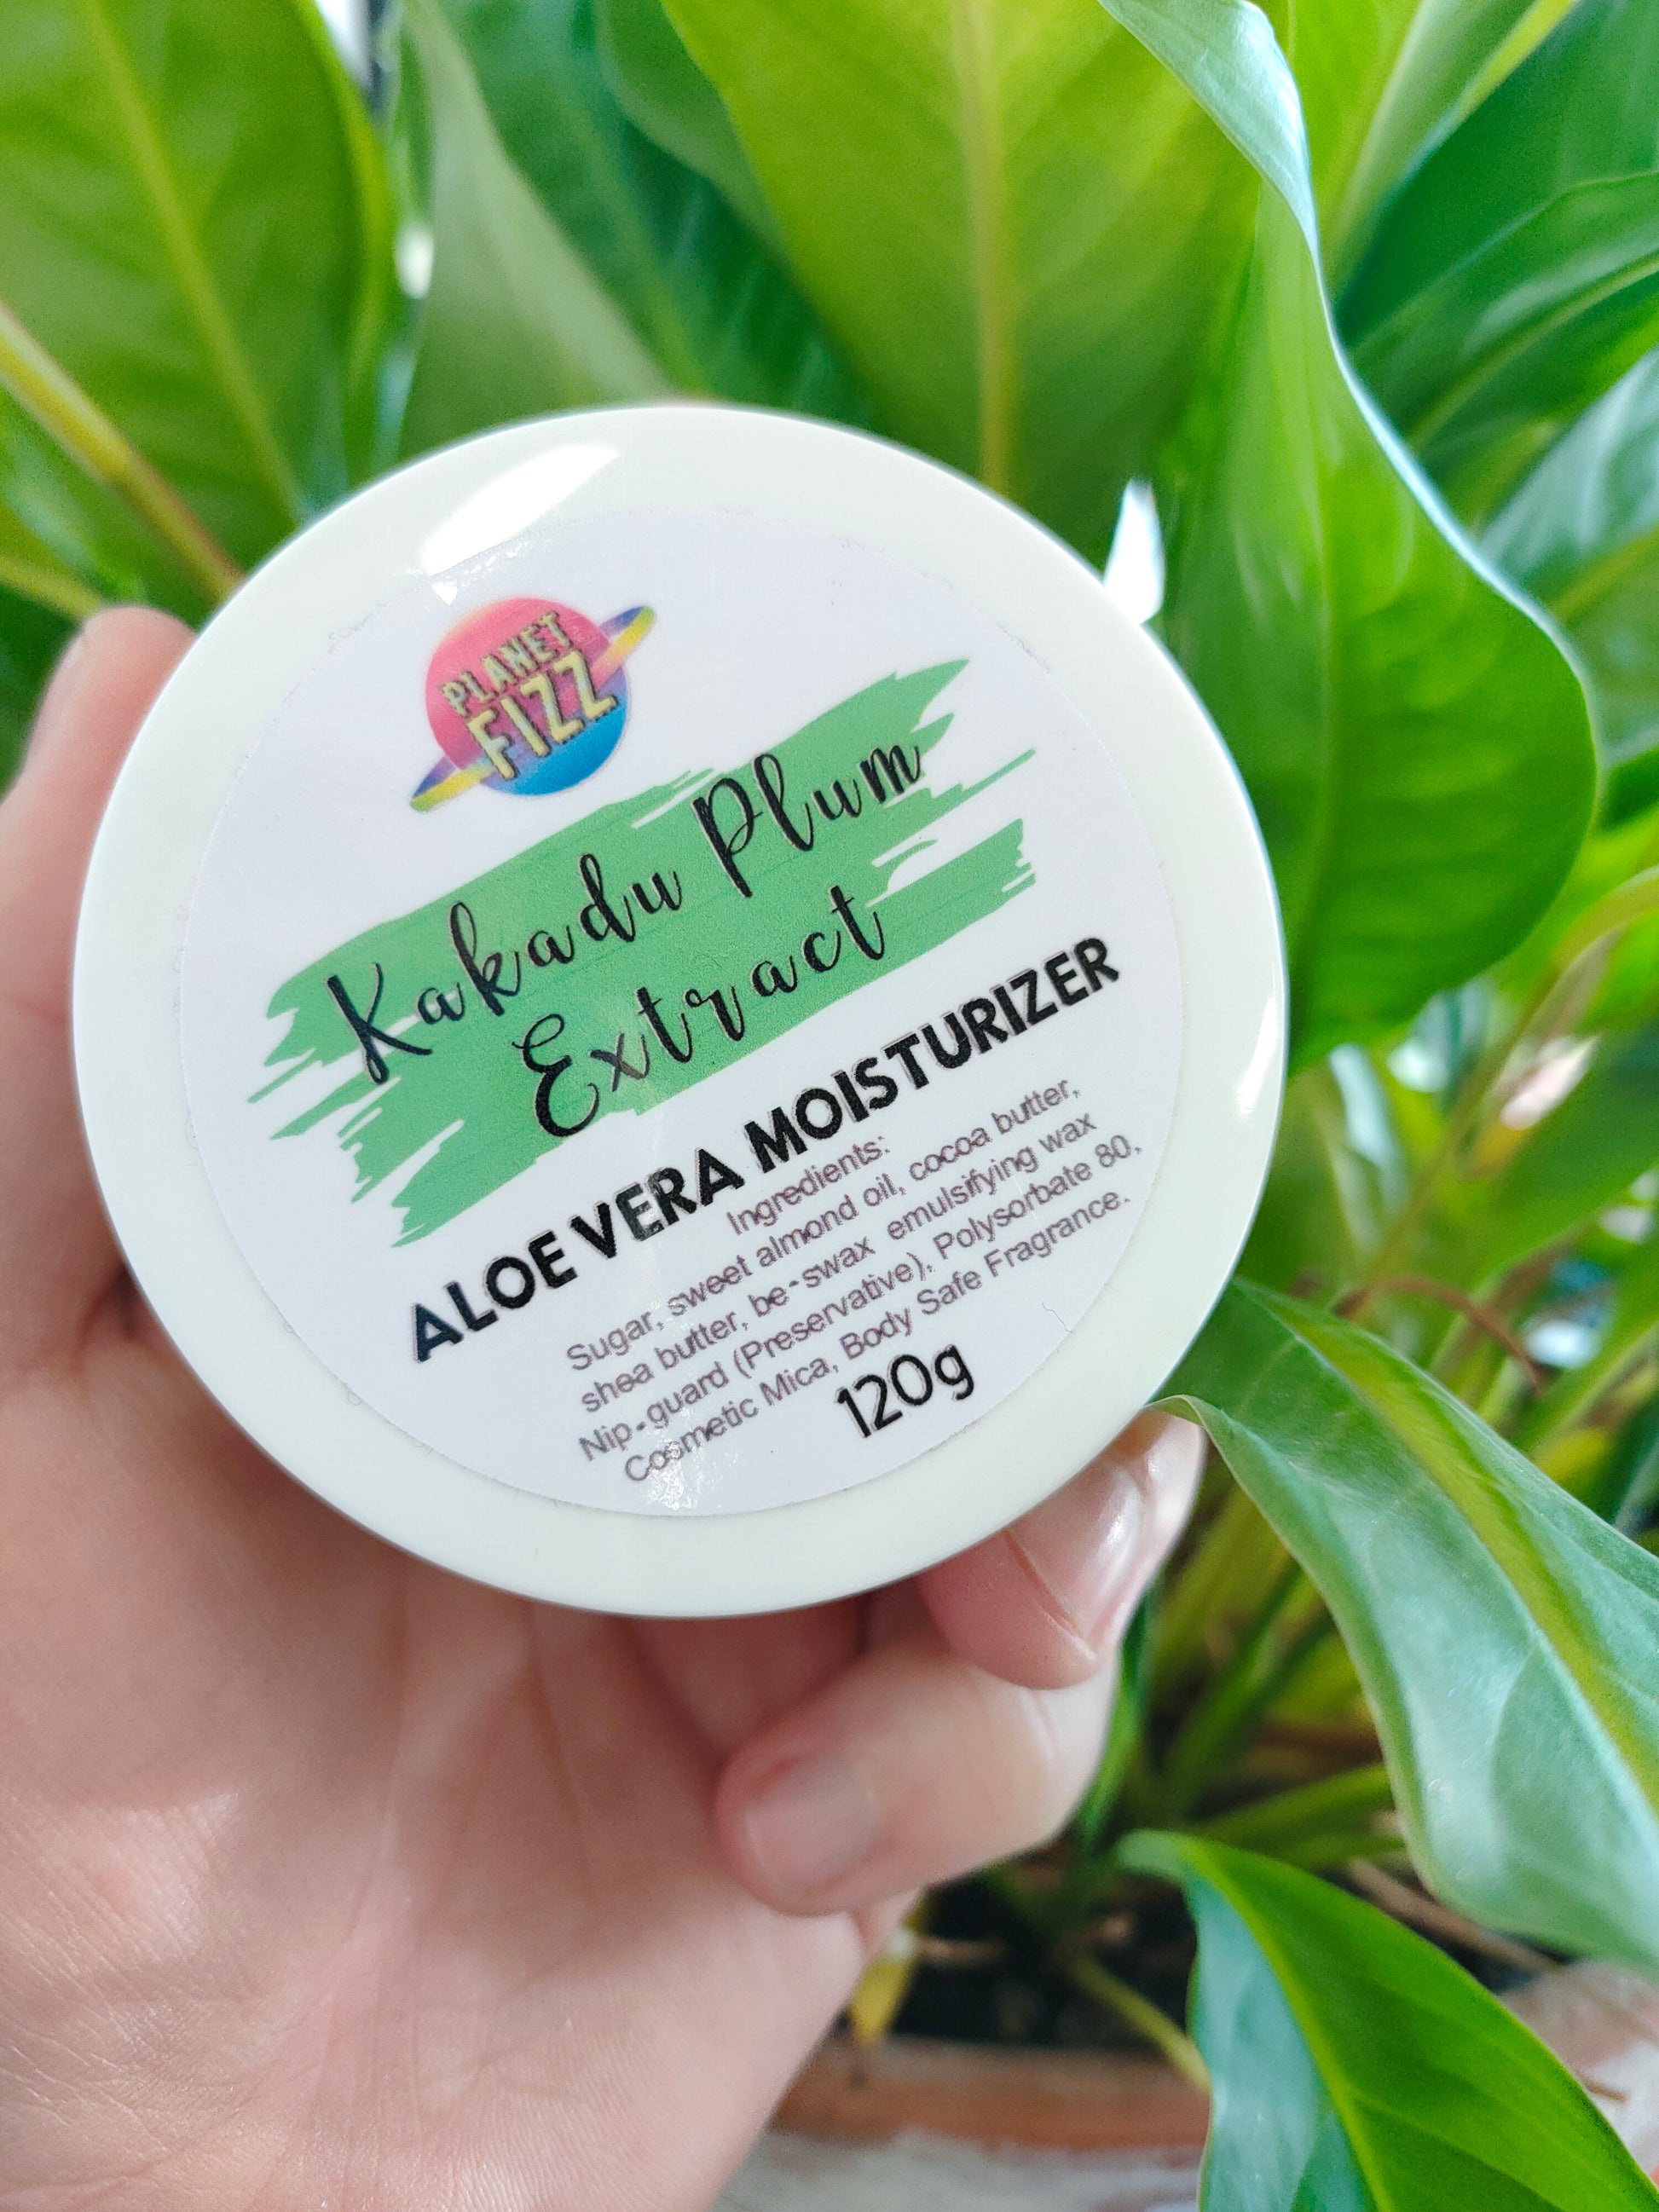 PLANET
FIZZ
Kakadu Plum
Extract
ALOE VERA MOISTURIZER
Ingredients:
Sugar, sweet almond oil, cocoa butter,
shea butter, be-swax emulsifying wax
Nip-guard (Preservative), Polysorbate 80,
Cosmetic Mica, Body Safe Fragrance.
120g